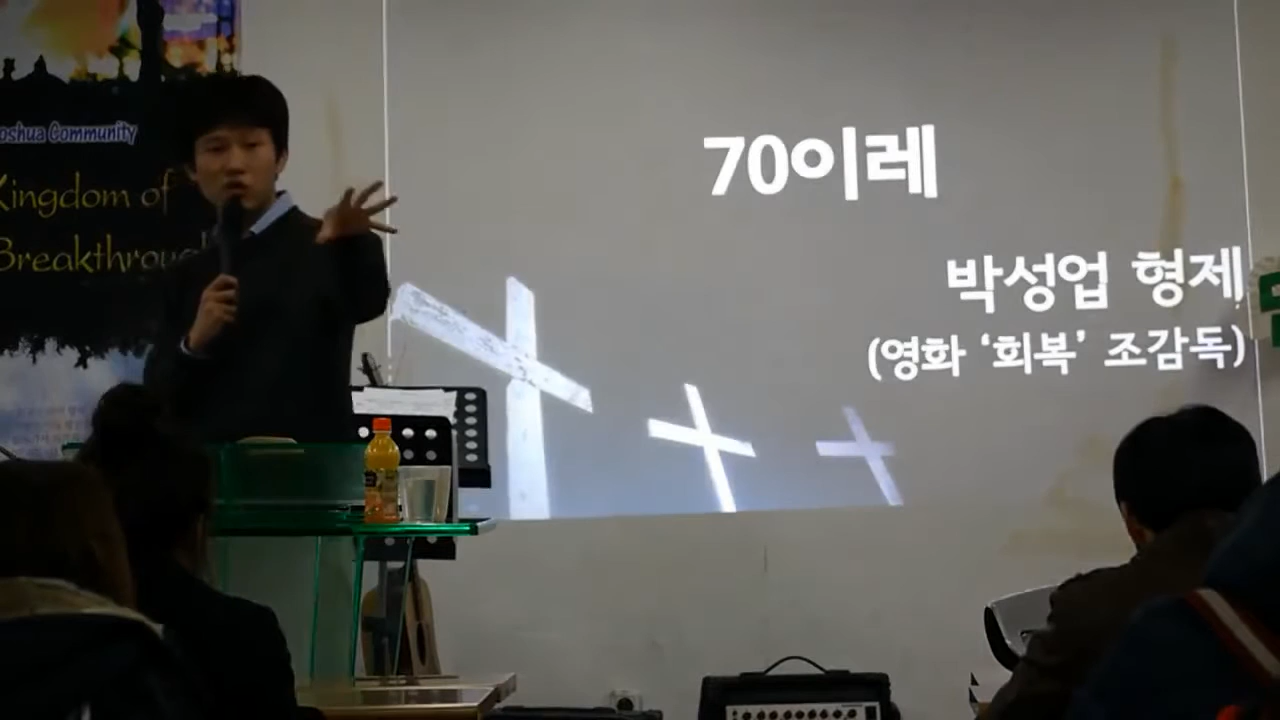 oshua Community
Kingdom of
Breakthroug
70이레
박성업 형제
(영화 ‘회복’ 조감독)